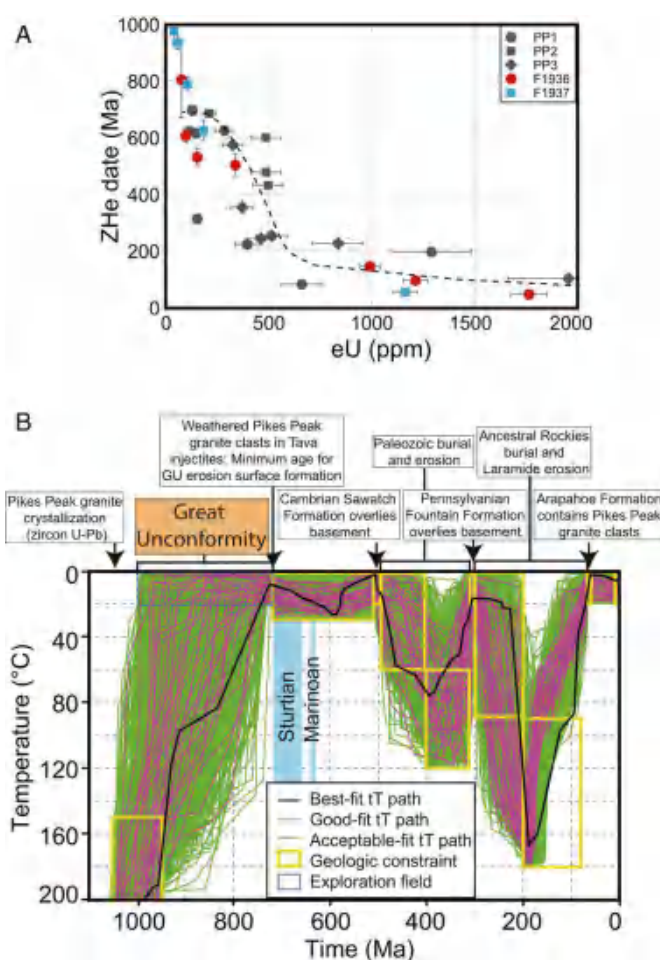 A
ZHe date (Ma)
1000
800
600
400
200
0
PP1
PP2
PP3
F1936
F1937
0
500
1000
1500
2000
eU (ppm)
B
Weathered Pikes Peak
granite clasts in Tava
injectites: Minimum age for
GU erosion surface formation
Paleozoic burial
and erosion
Ancestral Rockies
burial and
Laramide erosion
Pikes Peak granite
crystallization
(zircon U-Pb)
Great
Unconformity
Cambrian Sawatch
Formation overlies
basement
Pennsylvanian
Fountain Formation
overlies basement
Arapahoe Formation
contains Pikes Peak
granite clasts
Temperature (°C)
0
40
80
120
160
200
Sturtian
Marinoan
Best-fit tT path
Good-fit tT path
Acceptable-fit tT path
Geologic constraint
Exploration field
1000
800
600
400
200
0
Time (Ma)